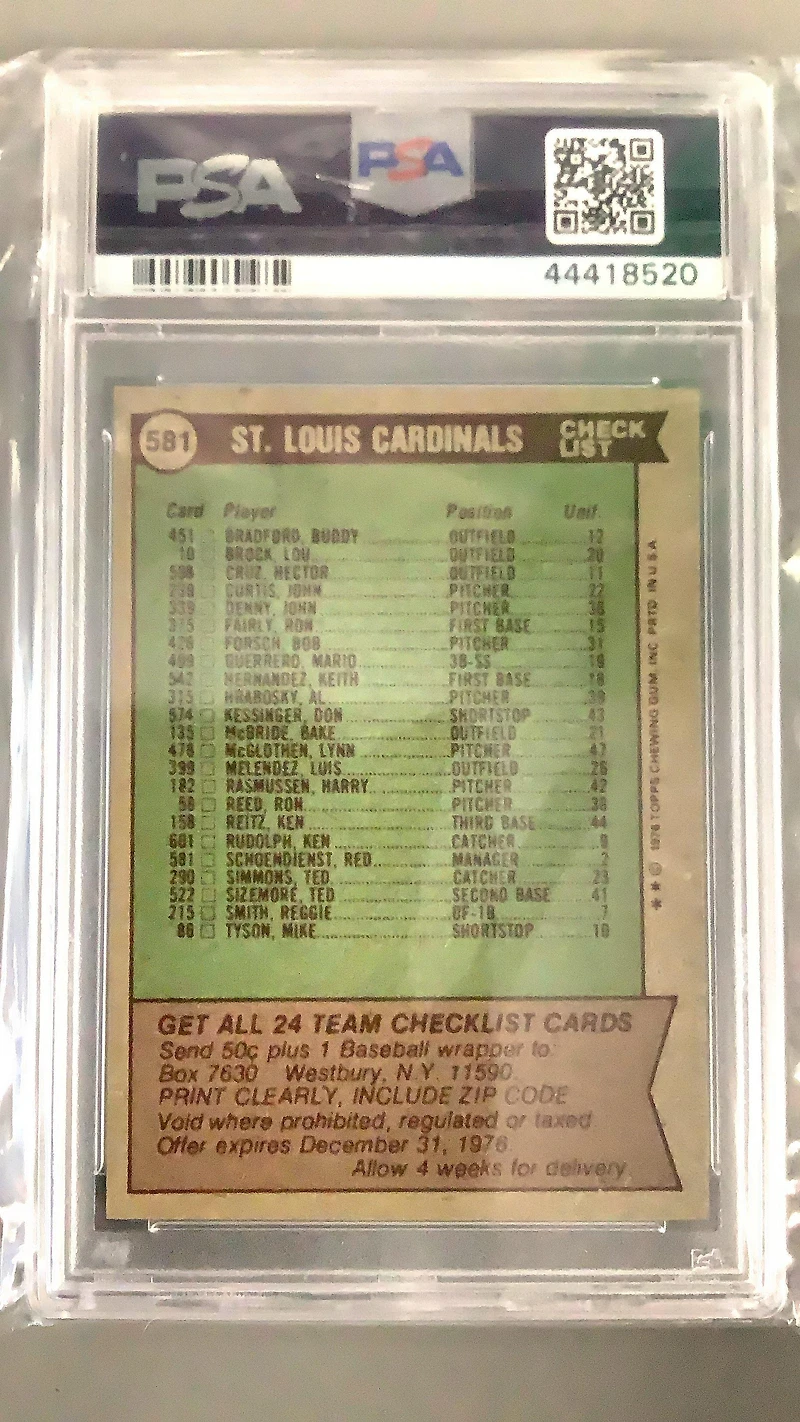 PSA
PSA
44418520
581 ST. LOUIS CARDINALS CHECK LIST
Card Player Position Unif.
451 BRADFORD, BUDDY OUTFIELD 12
10 BROCK, LOU OUTFIELD 20
598 CRUZ, HECTOR OUTFIELD 11
CURTIS, JOHN PITCHER 22
339 DENNY, JOHN PITCHER 38
375 FAIRLY, RON FIRST BASE 15
426 FORSCH, BOB PITCHER 31
499 GUERRERO, MARIO 3B-SS 19
542 HERNANDEZ, KEITH FIRST BASE 18
315 HRABOSKY, AL PITCHER 39
574 KESSINGER, DON SHORTSTOP 43
135 McBRIDE, BAKE OUTFIELD 21
478 McGLOTHEN, LYNN PITCHER 47
399 MELENDEZ, LUIS OUTFIELD 26
182 RASMUSSEN, HARRY PITCHER 42
58 REED, RON PITCHER 38
158 REITZ, KEN THIRD BASE 44
601 RUDOLPH, KEN CATCHER
581 SCHOENDIENST, RED MANAGER 2
290 SIMMONS, TED CATCHER 23
522 SIZEMORE, TED SECOND BASE 41
215 SMITH, REGGIE OF-1B 7
86 TYSON, MIKE SHORTSTOP 10
GET ALL 24 TEAM CHECKLIST CARDS
Send 50¢ plus 1 Baseball wrapper to:
Box 7630 Westbury, N.Y. 11590.
PRINT CLEARLY, INCLUDE ZIP CODE
Void where prohibited, regulated or taxed
Offer expires December 31, 1976.
Allow 4 weeks for delivery.
** © 1976 TOPPS CHEWING GUM INC PRTD IN U.S.A.